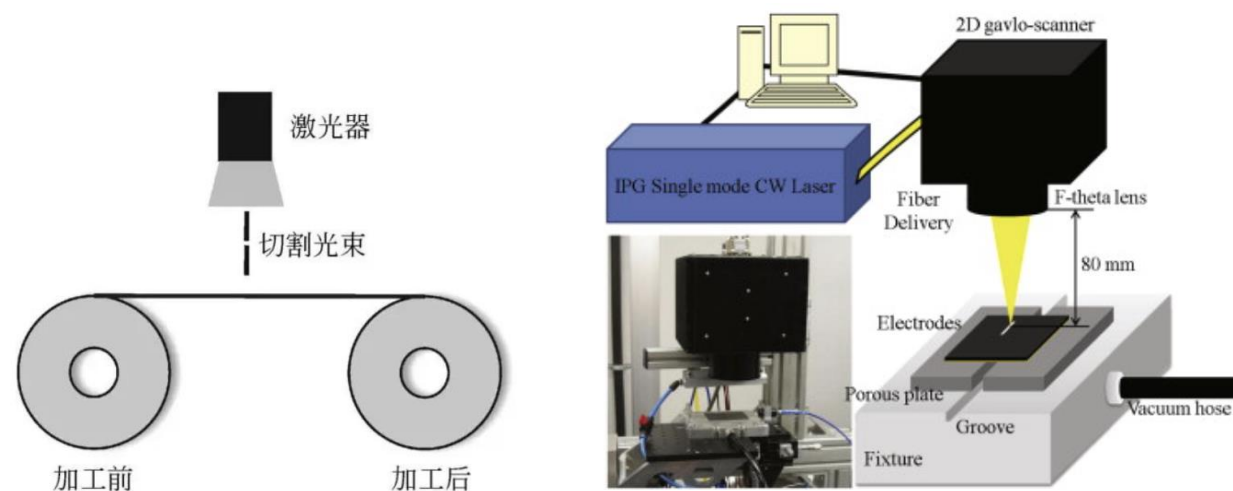 激光器
切割光束
加工前
加工后
2D gavlo-scanner
IPG Single mode CW Laser
Fiber
Delivery
F-theta lens
80 mm
Electrodes
Porous plate
Groove
Vacuum hose
Fixture